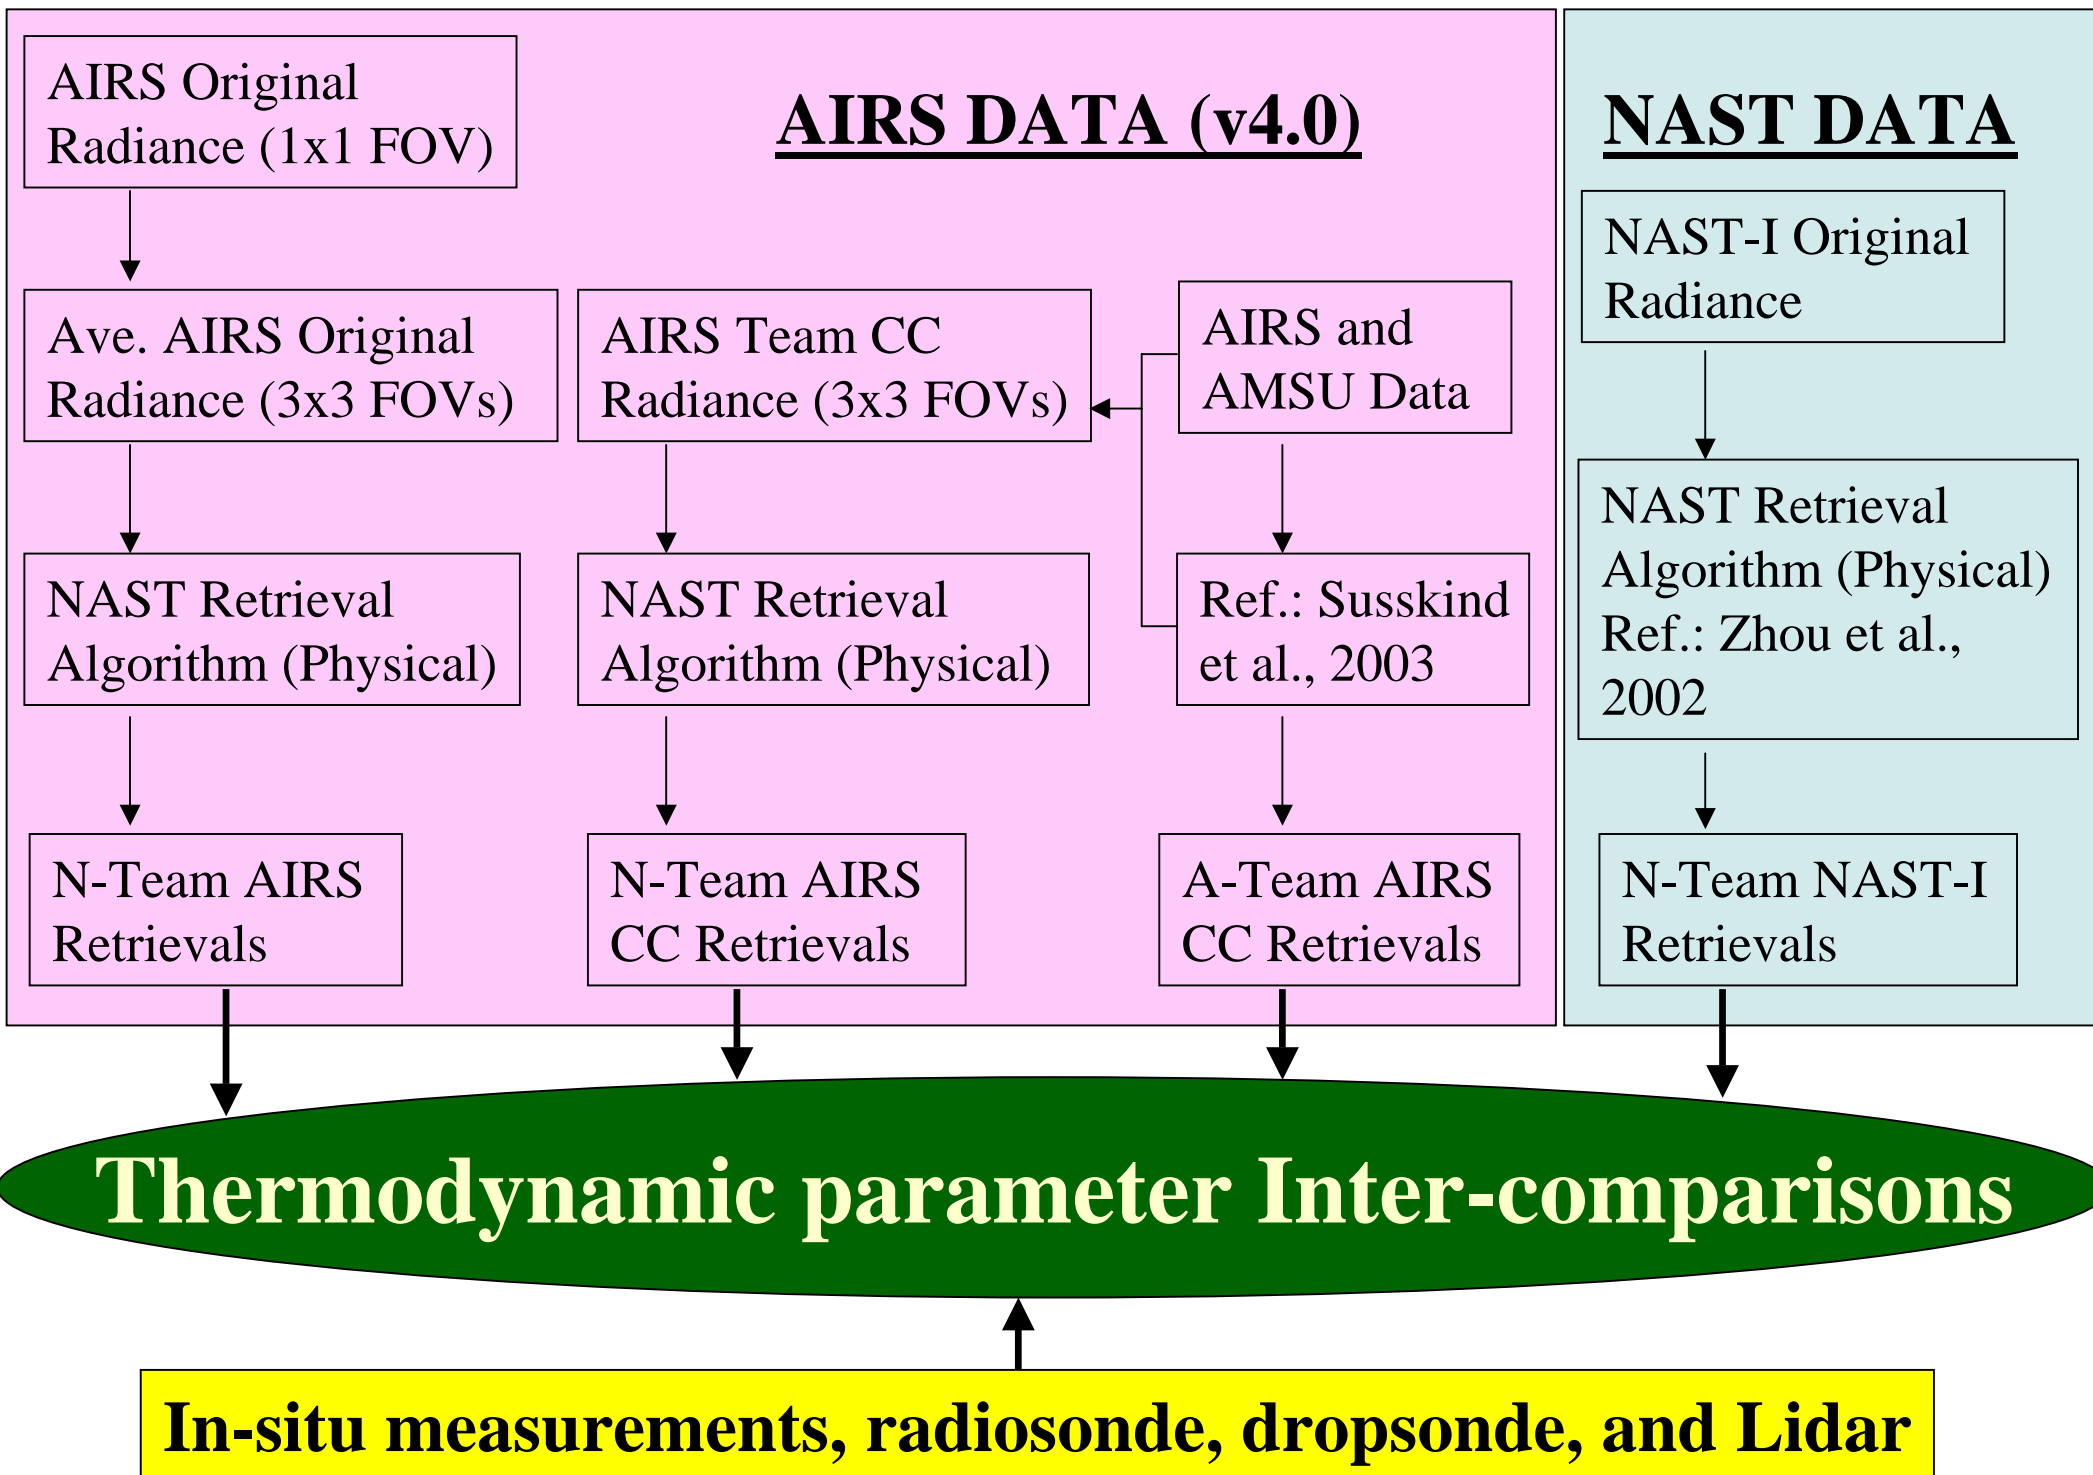 AIRS Original
Radiance (1x1 FOV)
AIRS DATA (v4.0)
Ave. AIRS Original
Radiance (3x3 FOVs)
AIRS Team CC
Radiance (3x3 FOVs)
AIRS and
AMSU Data
NAST Retrieval
Algorithm (Physical)
NAST Retrieval
Algorithm (Physical)
Ref.: Susskind
et al., 2003
N-Team AIRS
Retrievals
N-Team AIRS
CC Retrievals
A-Team AIRS
CC Retrievals
NAST DATA
NAST-I Original
Radiance
NAST Retrieval
Algorithm (Physical)
Ref.: Zhou et al.,
2002
N-Team NAST-I
Retrievals
Thermodynamic parameter Inter-comparisons
In-situ measurements, radiosonde, dropsonde, and Lidar